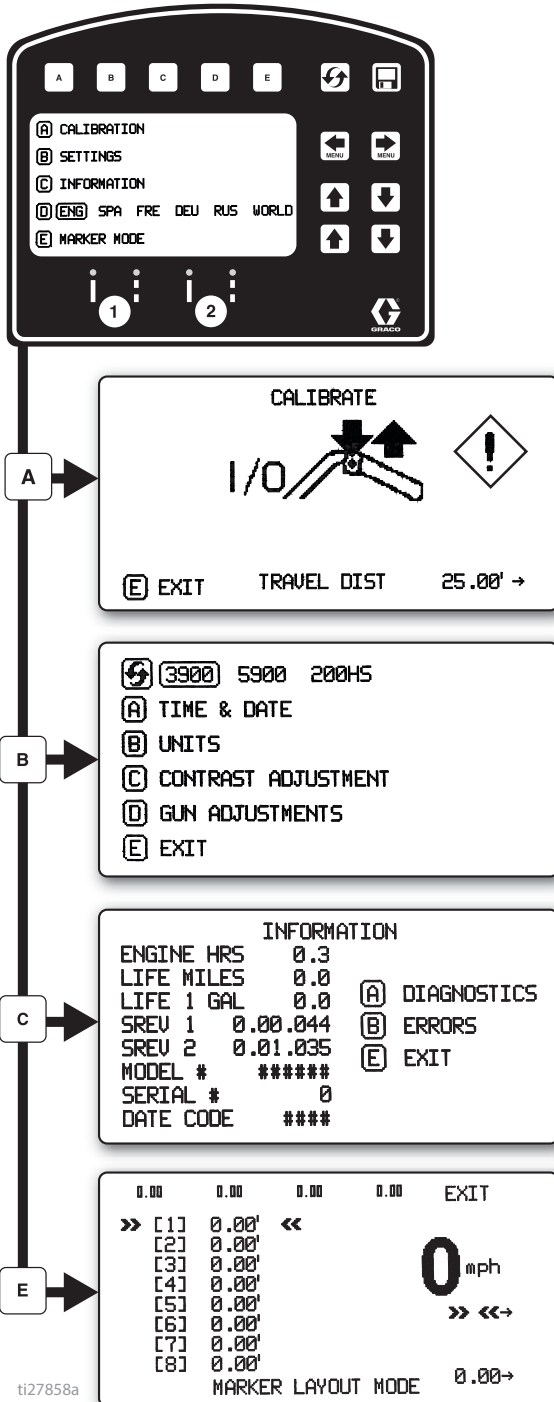 A B C D E
A CALIBRATION
B SETTINGS
C INFORMATION
D ENG SPA FRE DEU RUS WORLD
E MARKER MODE
MENU MENU
1 2
GRACO
A
CALIBRATE
I/O
!
E EXIT TRAVEL DIST 25.00' →
B
3900 5900 200HS
A TIME & DATE
B UNITS
C CONTRAST ADJUSTMENT
D GUN ADJUSTMENTS
E EXIT
C
INFORMATION
ENGINE HRS 0.3
LIFE MILES 0.0
LIFE 1 GAL 0.0
SREV 1 0.00.044
SREV 2 0.01.035
MODEL # ######
SERIAL # 0
DATE CODE ####
A DIAGNOSTICS
B ERRORS
E EXIT
E
0.00 0.00 0.00 0.00 EXIT
>> [1] 0.00' <<
[2] 0.00'
[3] 0.00'
[4] 0.00'
[5] 0.00'
[6] 0.00'
[7] 0.00'
[8] 0.00'
0 mph
>> <<→
MARKER LAYOUT MODE 0.00→
ti27858a